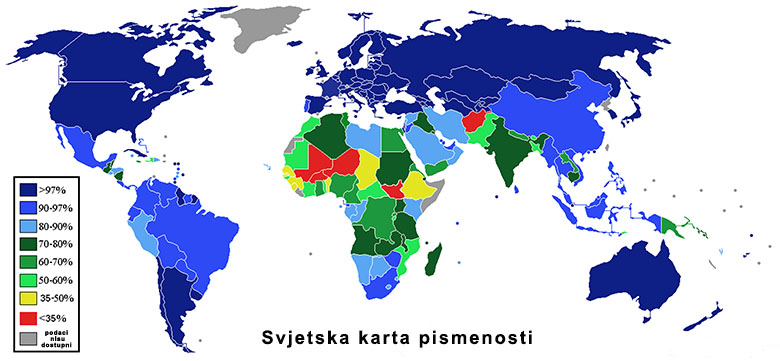 >97%
90-97%
80-90%
70-80%
60-70%
50-60%
35-50%
<35%
podaci
nisu
dostupni
Svjetska karta pismenosti